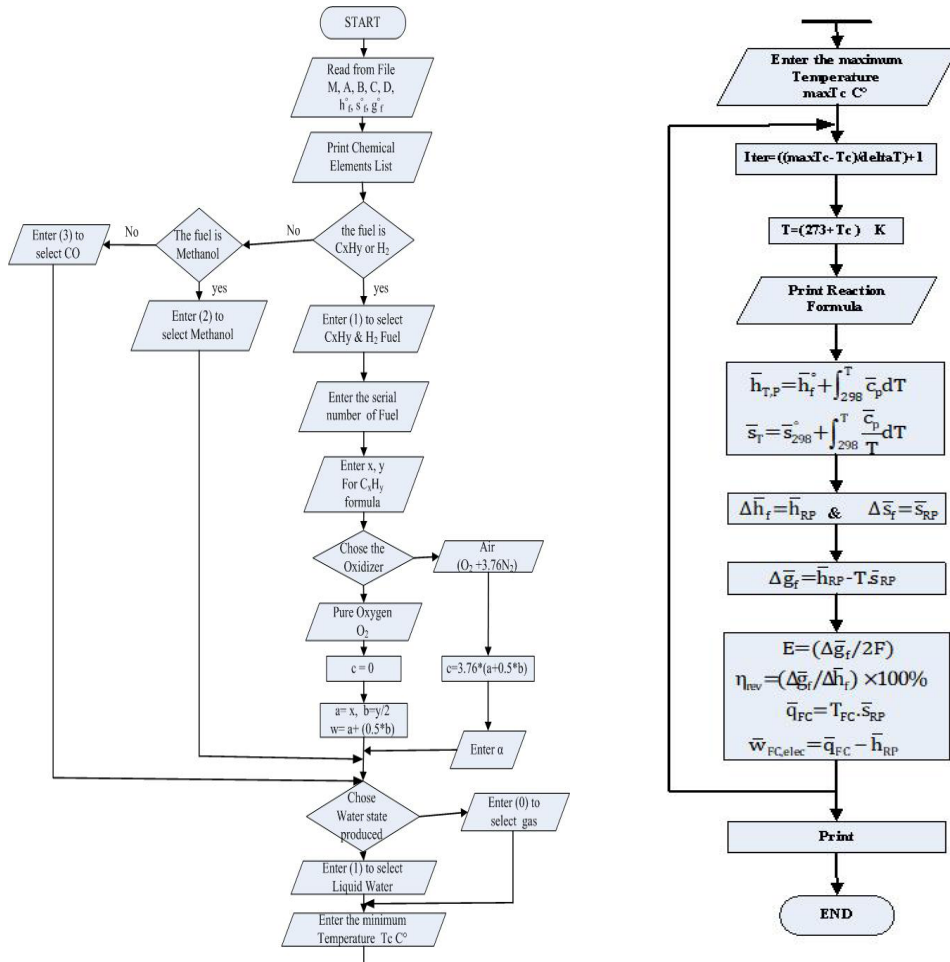 START
Read from File
M, A, B, C, D,
h°f, s°f, g°f
Print Chemical
Elements List
the fuel is
CxHy or H2
No
The fuel is
Methanol
No
Enter (3) to
select CO
yes
Enter (2) to
select Methanol
yes
Enter (1) to select
CxHy & H2 Fuel
Enter the serial
number of Fuel
Enter x, y
For CxHy
formula
Chose the
Oxidizer
Air
(O2 +3.76N2)
Pure Oxygen
O2
c = 0
c=3.76*(a+0.5*b)
a= x, b=y/2
w= a+ (0.5*b)
Enter α
Chose
Water state
produced
Enter (0) to
select gas
Enter (1) to select
Liquid Water
Enter the minimum
Temperature Tc C°
Enter the maximum
Temperature
maxTc C°
Iter=((maxTc-Tc)/deltaT)+1
T=(273+Tc) K
Print Reaction
Formula
h̅T,P=h̅°f+∫298T c̅pdT
s̅T=s̅°298+∫298T c̅p/T dT
Δh̅f=h̅RP & Δs̅f=s̅RP
Δg̅f=h̅RP-T.s̅RP
E=(Δg̅f/2F)
ηrev=(Δg̅f/Δh̅f) ×100%
q̅FC=TFC.s̅RP
w̅FC,elec=q̅FC-h̅RP
Print
END